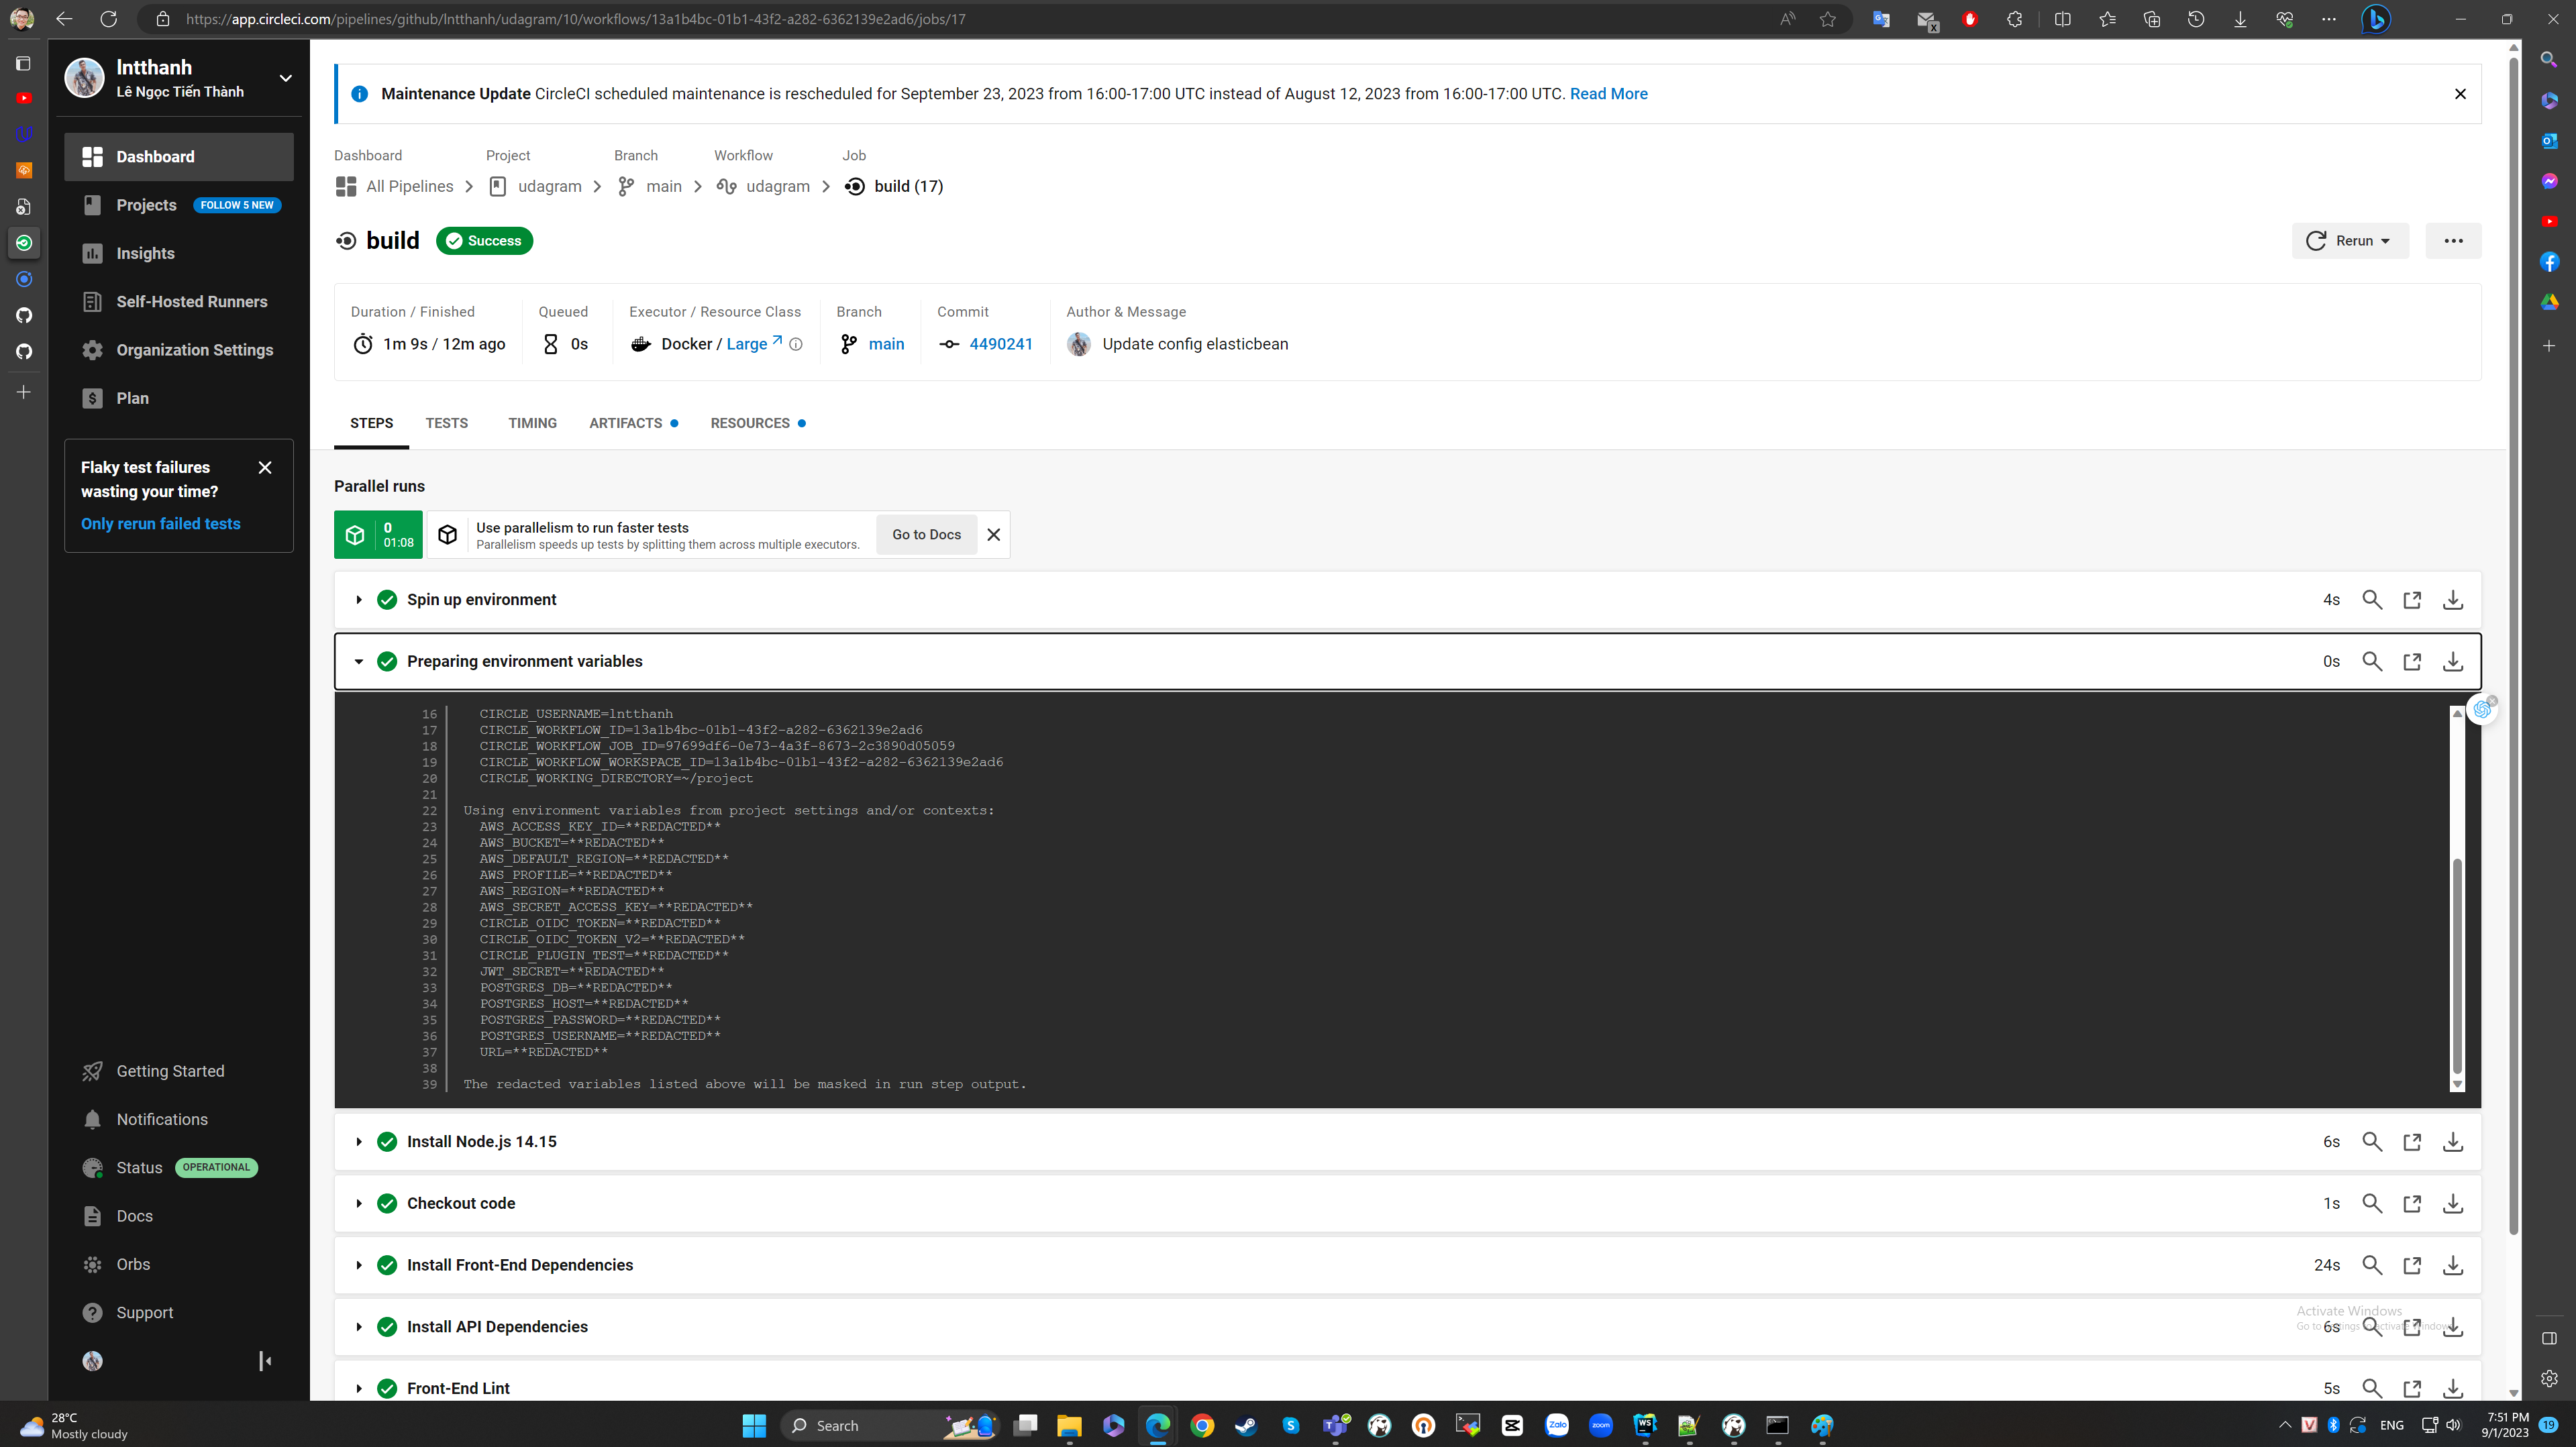 https://app.circleci.com/pipelines/github/lntthanh/udagram/10/workflows/13a1b4bc-01b1-43f2-a282-6362139e2ad6/jobs/17
lntthanh
Lê Ngọc Tiến Thành
Dashboard
Projects FOLLOW 5 NEW
Insights
Self-Hosted Runners
Organization Settings
Plan
Flaky test failures
wasting your time?
Only rerun failed tests
Getting Started
Notifications
Status OPERATIONAL
Docs
Orbs
Support
Maintenance Update CircleCI scheduled maintenance is rescheduled for September 23, 2023 from 16:00-17:00 UTC instead of August 12, 2023 from 16:00-17:00 UTC. Read More
Dashboard Project Branch Workflow Job
All Pipelines udagram main udagram build (17)
build Success
Rerun
Duration / Finished Queued Executor / Resource Class Branch Commit Author & Message
1m 9s / 12m ago 0s Docker / Large main 4490241 Update config elasticbean
STEPS TESTS TIMING ARTIFACTS RESOURCES
Parallel runs
0
01:08
Use parallelism to run faster tests
Parallelism speeds up tests by splitting them across multiple executors.
Go to Docs
Spin up environment 4s
Preparing environment variables 0s
16 CIRCLE_USERNAME=lntthanh
17 CIRCLE_WORKFLOW_ID=13a1b4bc-01b1-43f2-a282-6362139e2ad6
18 CIRCLE_WORKFLOW_JOB_ID=97699df6-0e73-4a3f-8673-2c3890d05059
19 CIRCLE_WORKFLOW_WORKSPACE_ID=13a1b4bc-01b1-43f2-a282-6362139e2ad6
20 CIRCLE_WORKING_DIRECTORY=~/project
21
22 Using environment variables from project settings and/or contexts:
23 AWS_ACCESS_KEY_ID=**REDACTED**
24 AWS_BUCKET=**REDACTED**
25 AWS_DEFAULT_REGION=**REDACTED**
26 AWS_PROFILE=**REDACTED**
27 AWS_REGION=**REDACTED**
28 AWS_SECRET_ACCESS_KEY=**REDACTED**
29 CIRCLE_OIDC_TOKEN=**REDACTED**
30 CIRCLE_OIDC_TOKEN_V2=**REDACTED**
31 CIRCLE_PLUGIN_TEST=**REDACTED**
32 JWT_SECRET=**REDACTED**
33 POSTGRES_DB=**REDACTED**
34 POSTGRES_HOST=**REDACTED**
35 POSTGRES_PASSWORD=**REDACTED**
36 POSTGRES_USERNAME=**REDACTED**
37 URL=**REDACTED**
38
39 The redacted variables listed above will be masked in run step output.
Install Node.js 14.15 6s
Checkout code 1s
Install Front-End Dependencies 24s
Activate Windows
Install API Dependencies 6s
Front-End Lint 5s
28°C
Mostly cloudy
Search
Zalo
zoom
WS
ENG
7:51 PM
9/1/2023
19